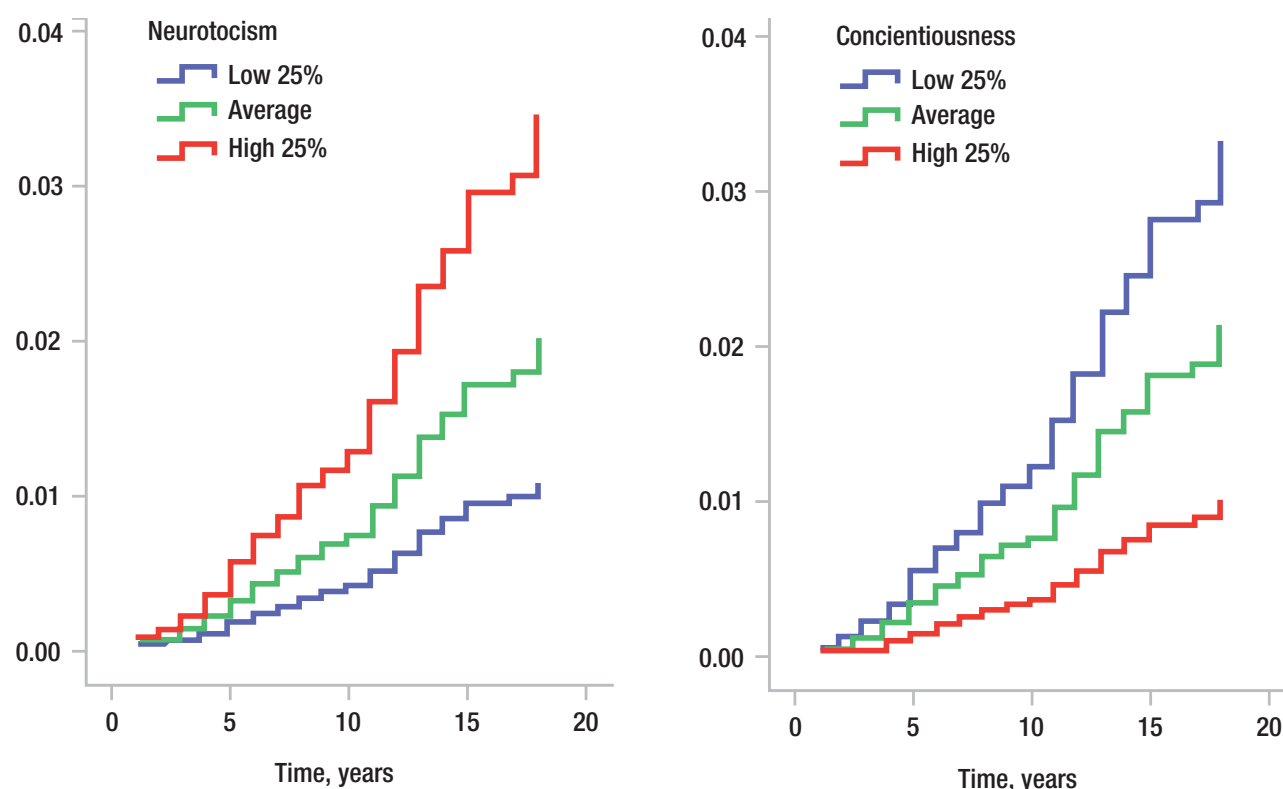 Neurotocism
Low 25%
Average
High 25%
0.04
0.03
0.02
0.01
0.00
0
5
10
15
20
Time, years
Concientiousness
Low 25%
Average
High 25%
0.04
0.03
0.02
0.01
0.00
0
5
10
15
20
Time, years